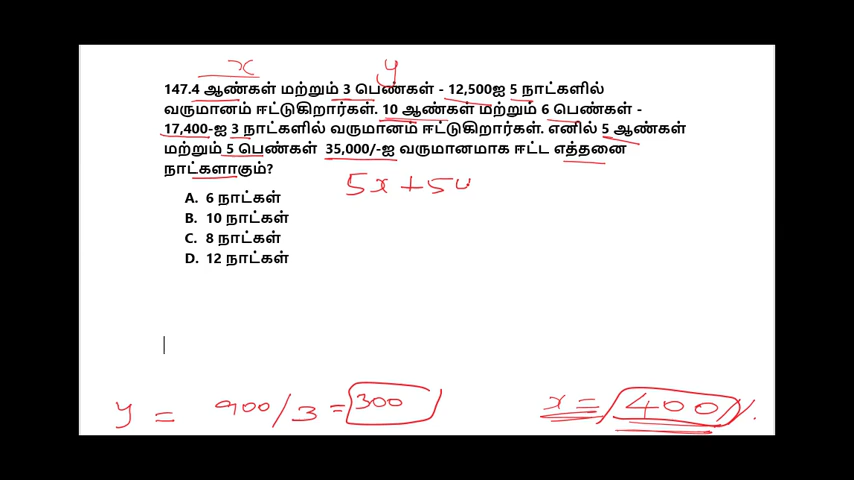 x y
147.4 ஆண்கள் மற்றும் 3 பெண்கள் - 12,500ஐ 5 நாட்களில்
வருமானம் ஈட்டுகிறார்கள். 10 ஆண்கள் மற்றும் 6 பெண்கள் -
17,400-ஐ 3 நாட்களில் வருமானம் ஈட்டுகிறார்கள். எனில் 5 ஆண்கள்
மற்றும் 5 பெண்கள் 35,000/-ஐ வருமானமாக ஈட்ட எத்தனை
நாட்களாகும்?
5x + 5y
A. 6 நாட்கள்
B. 10 நாட்கள்
C. 8 நாட்கள்
D. 12 நாட்கள்
y = 900/3 = 300 x = 400/.